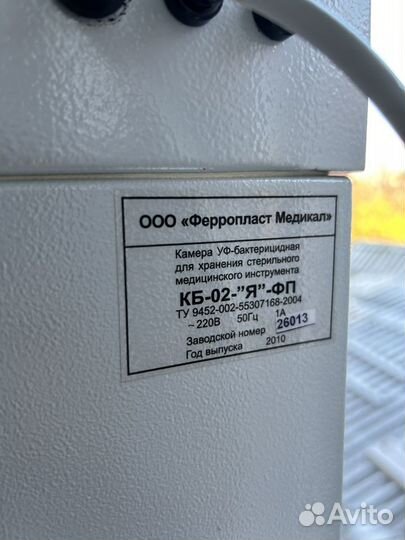 ООО «Ферропласт Медикал»
Камера УФ-бактерицидная
для хранения стерильного
медицинского инструмента
КБ-02-"Я"-ФП
ТУ 9452-002-55307168-2004
~ 220В 50Гц 1А
Заводской номер 26013
Год выпуска 2010
Avito